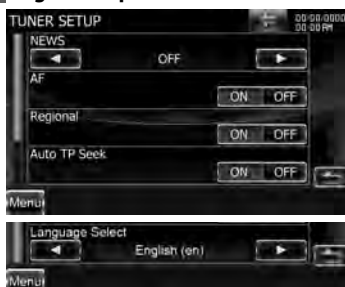 TUNER SETUP
00-00-0000
00:00 PM
NEWS
OFF
AF
ON OFF
Regional
ON OFF
Auto TP Seek
ON OFF
Menu
Language Select
English (en)
Menu